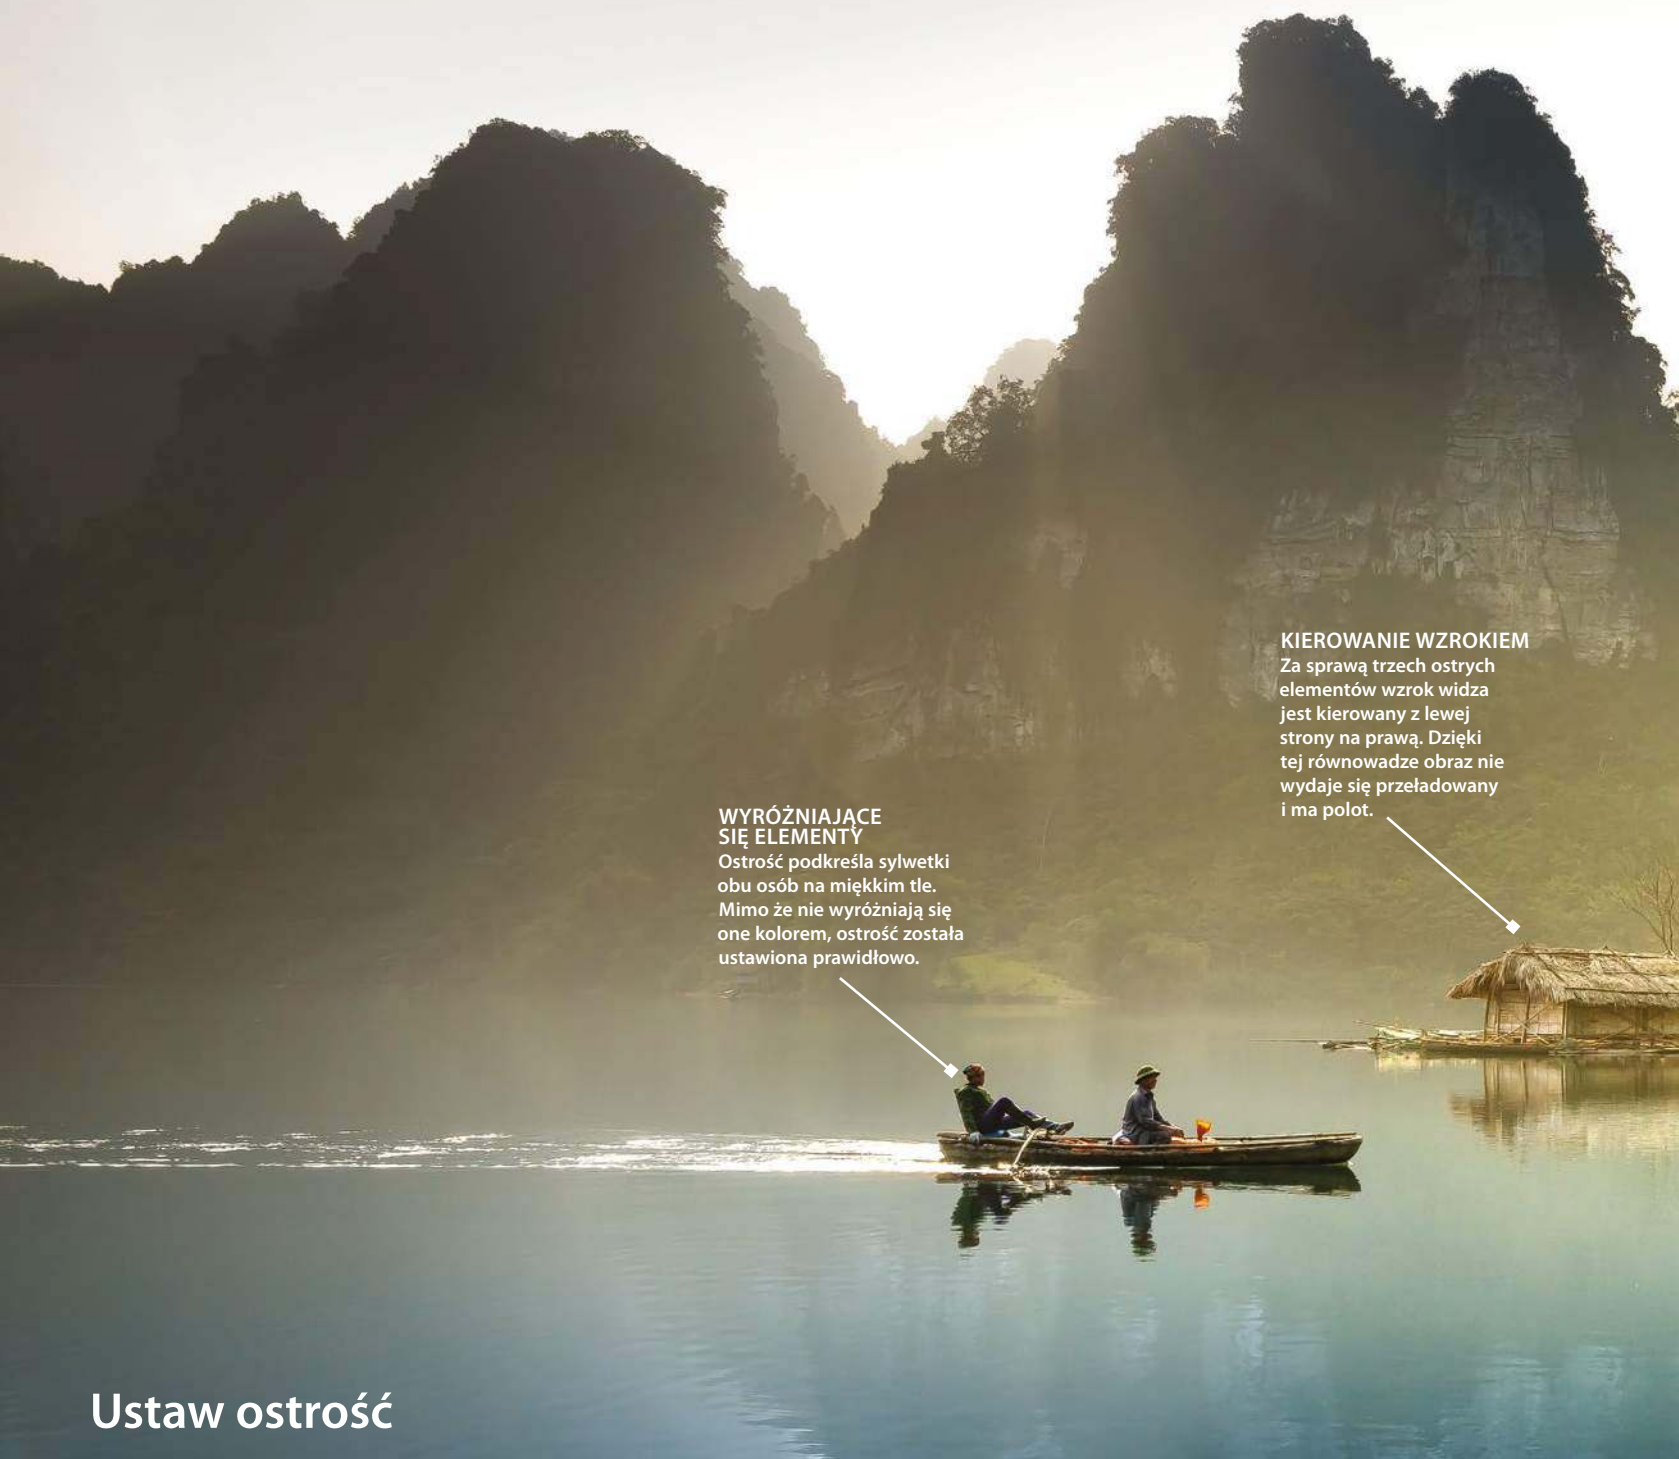 KIEROWANIE WZROKIEM
Za sprawą trzech ostrych
elementów wzrok widza
jest kierowany z lewej
strony na prawą. Dzięki
tej równowadze obraz nie
wydaje się przeładowany
i ma polot.
WYRÓŻNIAJĄCE
SIĘ ELEMENTY
Ostrość podkreśla sylwetki
obu osób na miękkim tle.
Mimo że nie wyróżniają się
one kolorem, ostrość została
ustawiona prawidłowo.
Ustaw ostrość